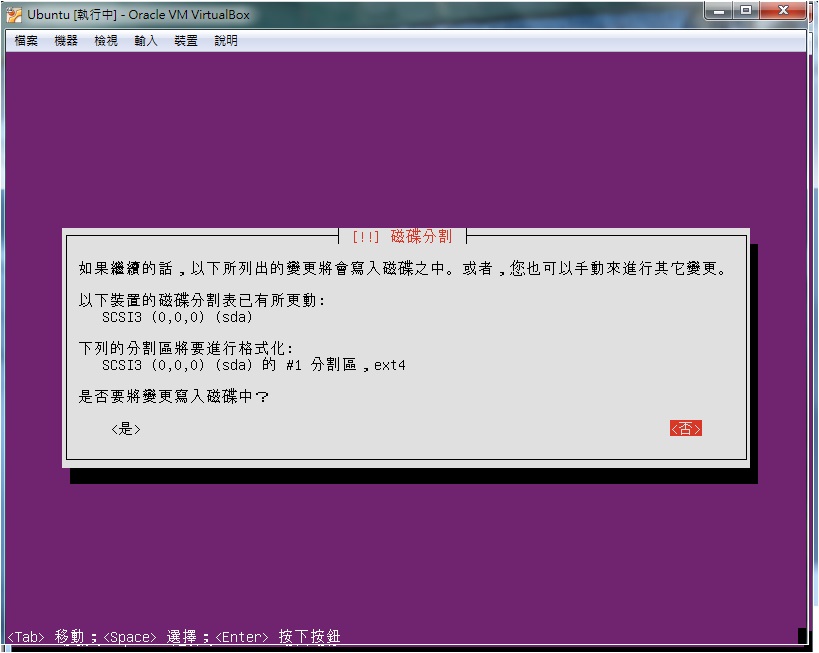 Ubuntu [執行中] - Oracle VM VirtualBox
檔案 機器 檢視 輸入 裝置 說明
[!!] 磁碟分割
如果繼續的話，以下所列出的變更將會寫入磁碟之中。或者，您也可以手動來進行其它變更。
以下裝置的磁碟分割表已有所更動：
SCSI3 (0,0,0) (sda)
下列的分割區將要進行格式化：
SCSI3 (0,0,0) (sda) 的 #1 分割區，ext4
是否要將變更寫入磁碟中？
<是> <否>
<Tab> 移動；<Space> 選擇；<Enter> 按下按鈕